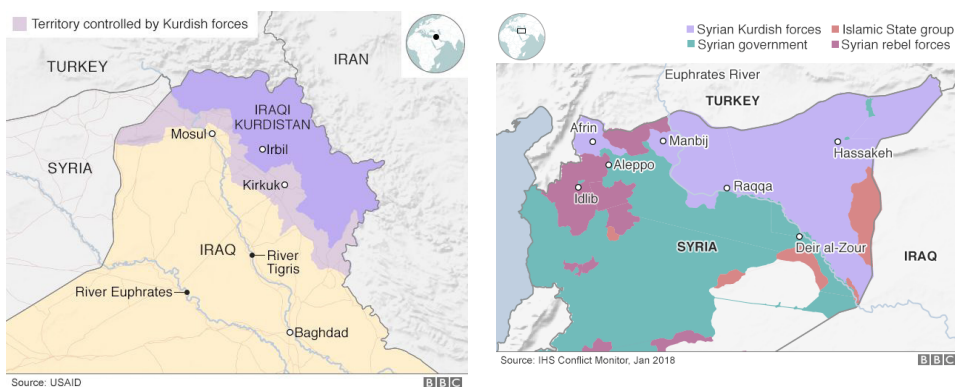 Territory controlled by Kurdish forces
TURKEY
IRAN
IRAQI
KURDISTAN
Mosul
Irbil
SYRIA
Kirkuk
IRAQ
River
Tigris
River Euphrates
Baghdad
Source: USAID
BBC
Syrian Kurdish forces
Islamic State group
Syrian government
Syrian rebel forces
Euphrates River
TURKEY
Afrin
Manbij
Hassakeh
Aleppo
Raqqa
Idlib
Deir al-Zour
SYRIA
IRAQ
Source: IHS Conflict Monitor, Jan 2018
BBC